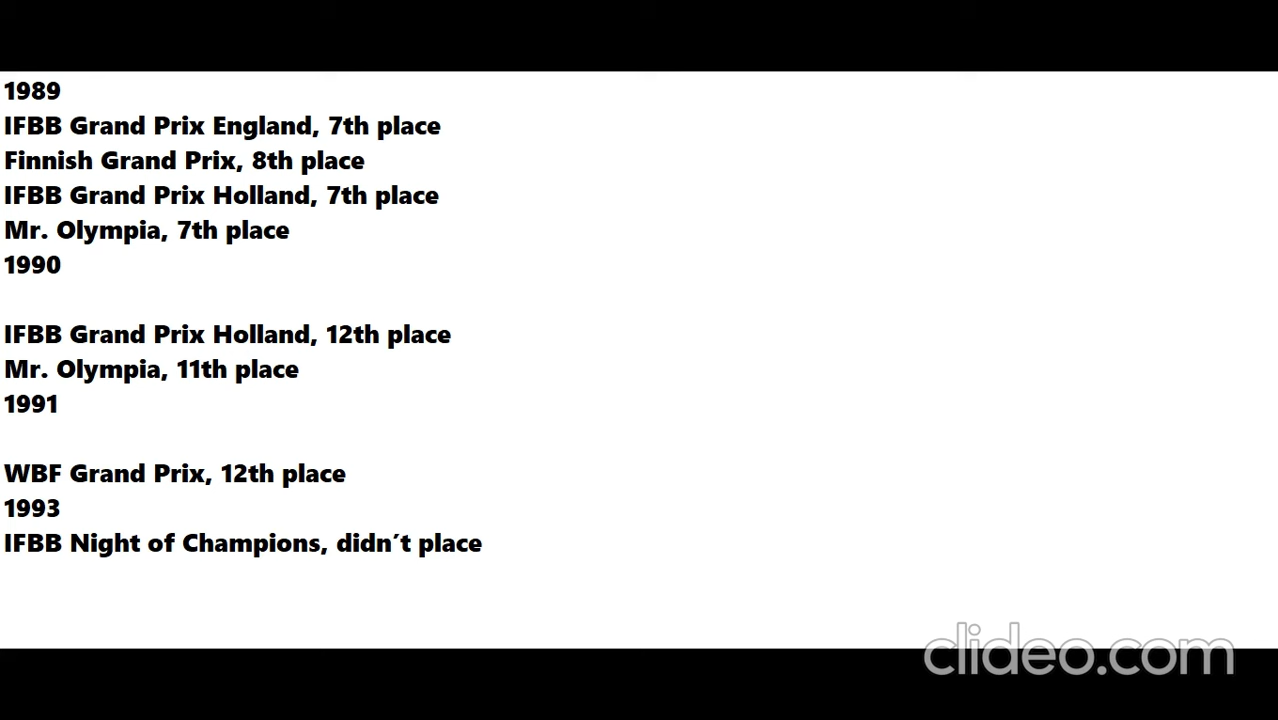 1989
IFBB Grand Prix England, 7th place
Finnish Grand Prix, 8th place
IFBB Grand Prix Holland, 7th place
Mr. Olympia, 7th place
1990
IFBB Grand Prix Holland, 12th place
Mr. Olympia, 11th place
1991
WBF Grand Prix, 12th place
1993
IFBB Night of Champions, didn´t place
clideo.com